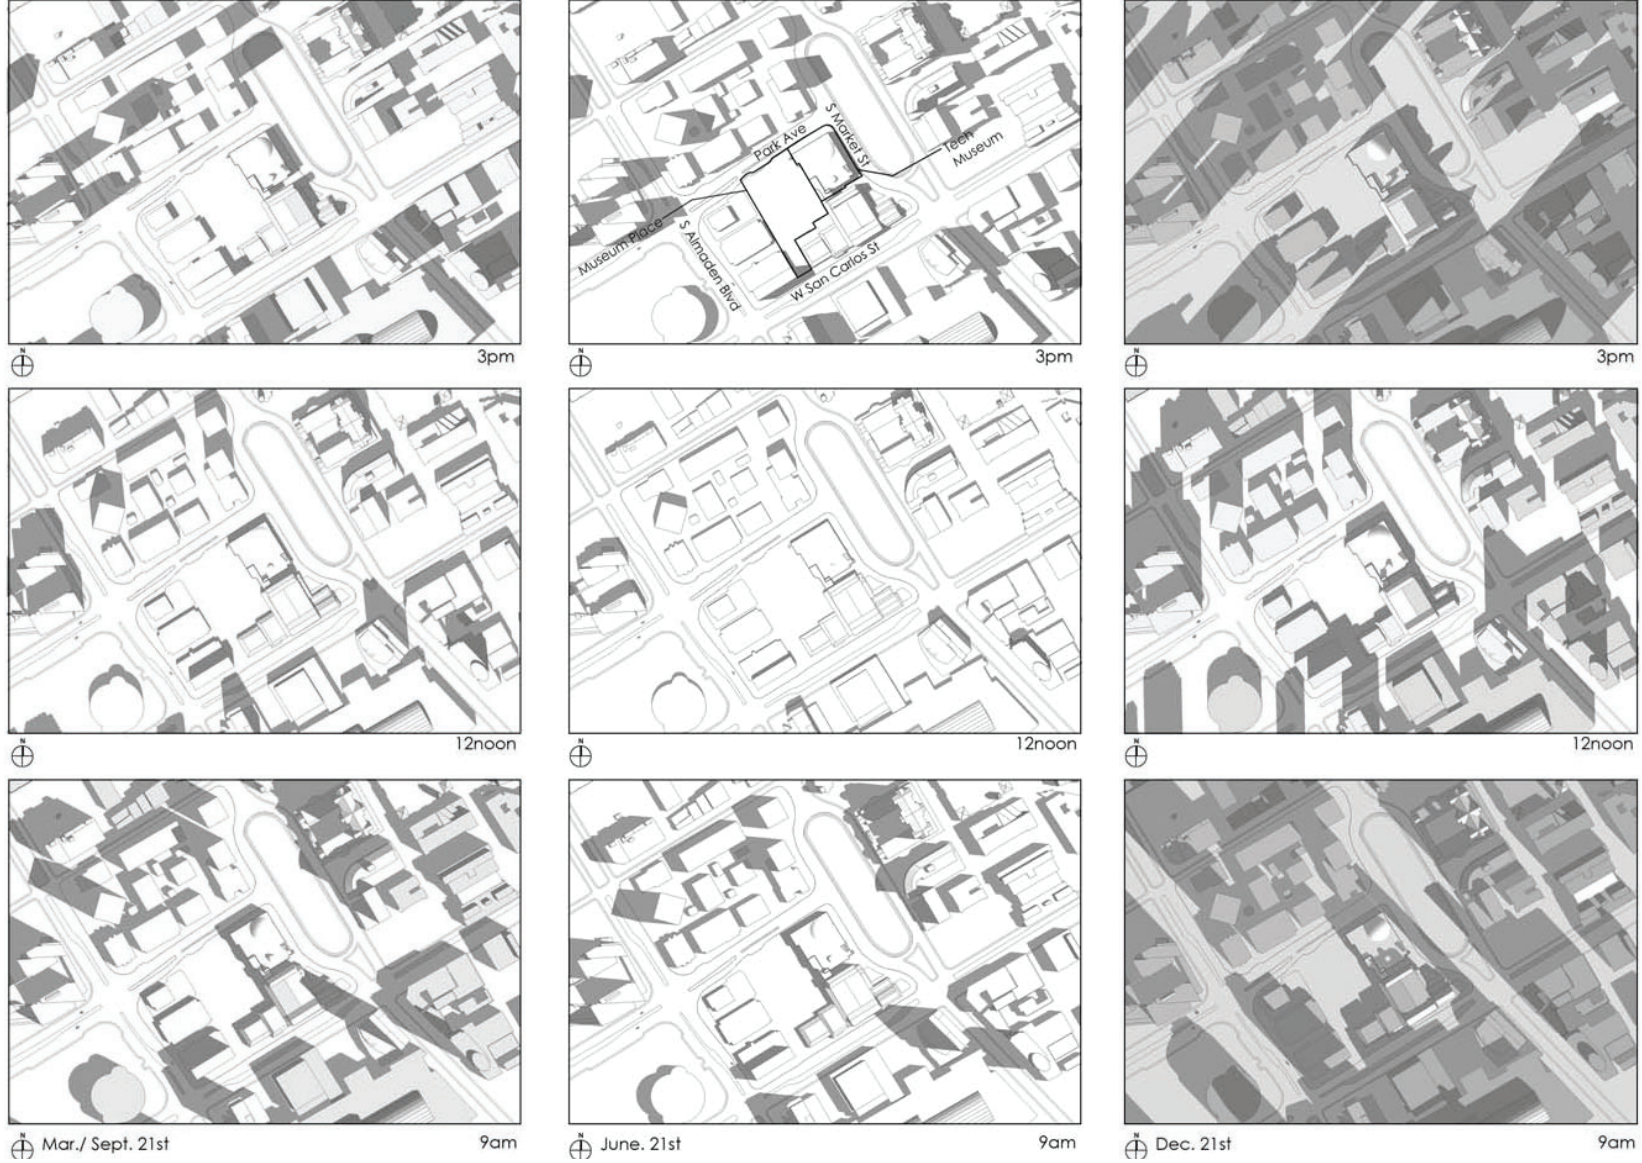 Park Ave
S Market St
Tech
Museum
Museum Place
S Almaden Blvd
W San Carlos St
N
3pm
N
3pm
N
3pm
N
12noon
N
12noon
N
12noon
N
Mar./ Sept. 21st
9am
N
June. 21st
9am
N
Dec. 21st
9am